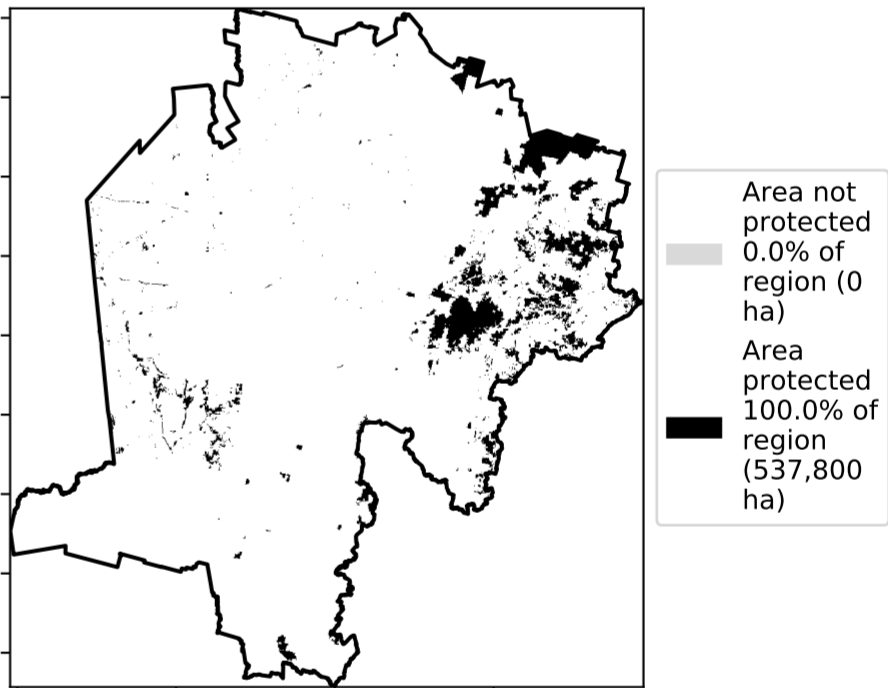 Area not
protected
0.0% of
region (0
ha)
Area
protected
100.0% of
region
(537,800
ha)